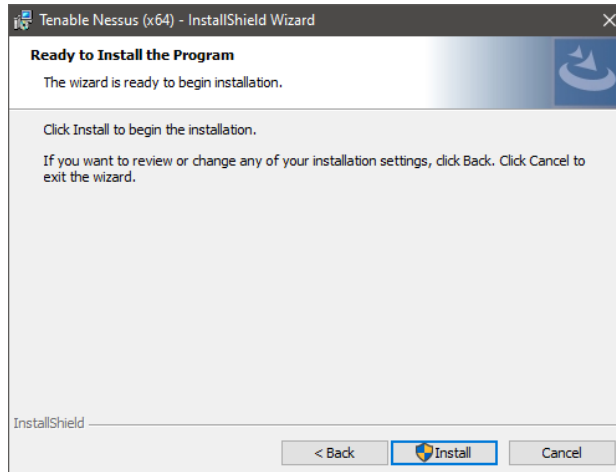 Tenable Nessus (x64) - InstallShield Wizard
Ready to Install the Program
The wizard is ready to begin installation.
Click Install to begin the installation.
If you want to review or change any of your installation settings, click Back. Click Cancel to
exit the wizard.
InstallShield
< Back
Install
Cancel